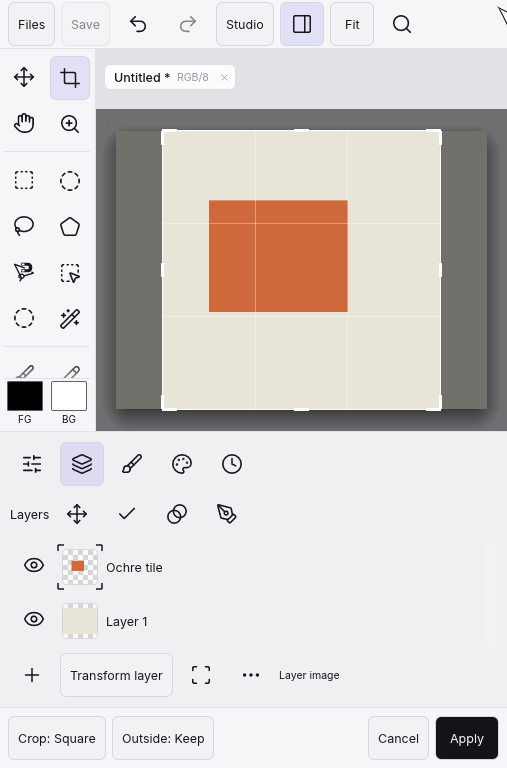 Files Save Studio Fit
Untitled * RGB/8
FG BG
Layers
Ochre tile
Layer 1
Transform layer Layer image
Crop: Square Outside: Keep Cancel Apply